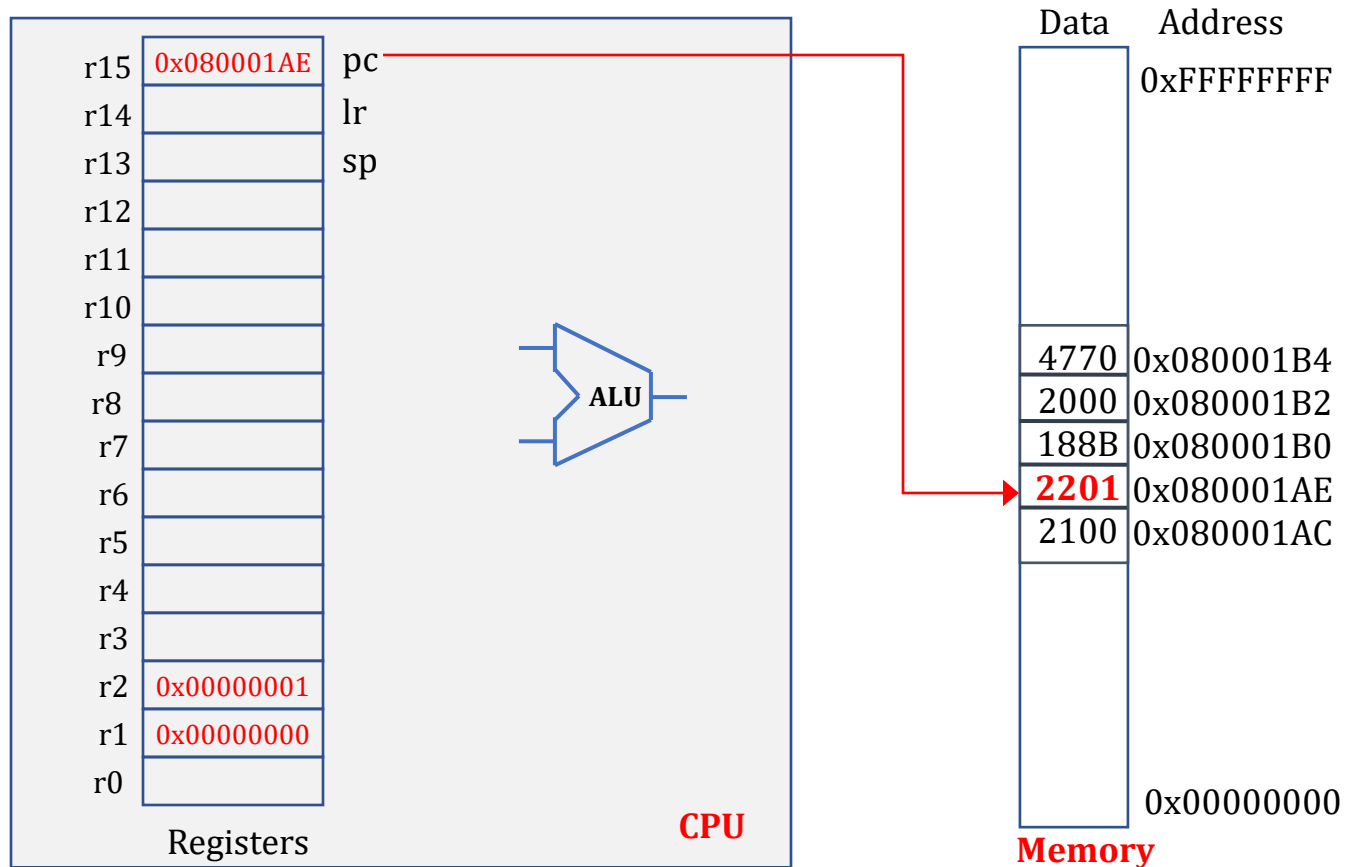 Data Address
r15 0x080001AE pc
0xFFFFFFFF
r14 lr
r13 sp
r12
r11
r10
r9
4770 0x080001B4
r8
ALU
2000 0x080001B2
r7
188B 0x080001B0
r6
2201 0x080001AE
r5
2100 0x080001AC
r4
r3
r2 0x00000001
r1 0x00000000
r0
0x00000000
Registers
CPU
Memory